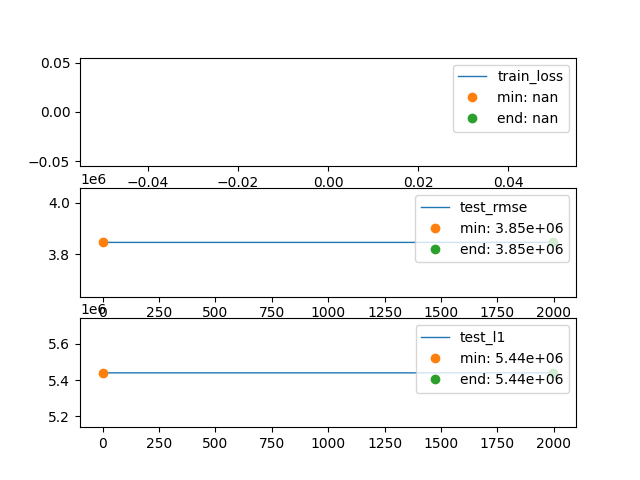 0.05
0.00
−0.05
train_loss
min: nan
end: nan
−0.04 −0.02 0.00 0.02 0.04
1e6
4.0
3.8
test_rmse
min: 3.85e+06
end: 3.85e+06
0 250 500 750 1000 1250 1500 1750 2000
1e6
5.6
5.4
5.2
test_l1
min: 5.44e+06
end: 5.44e+06
0 250 500 750 1000 1250 1500 1750 2000